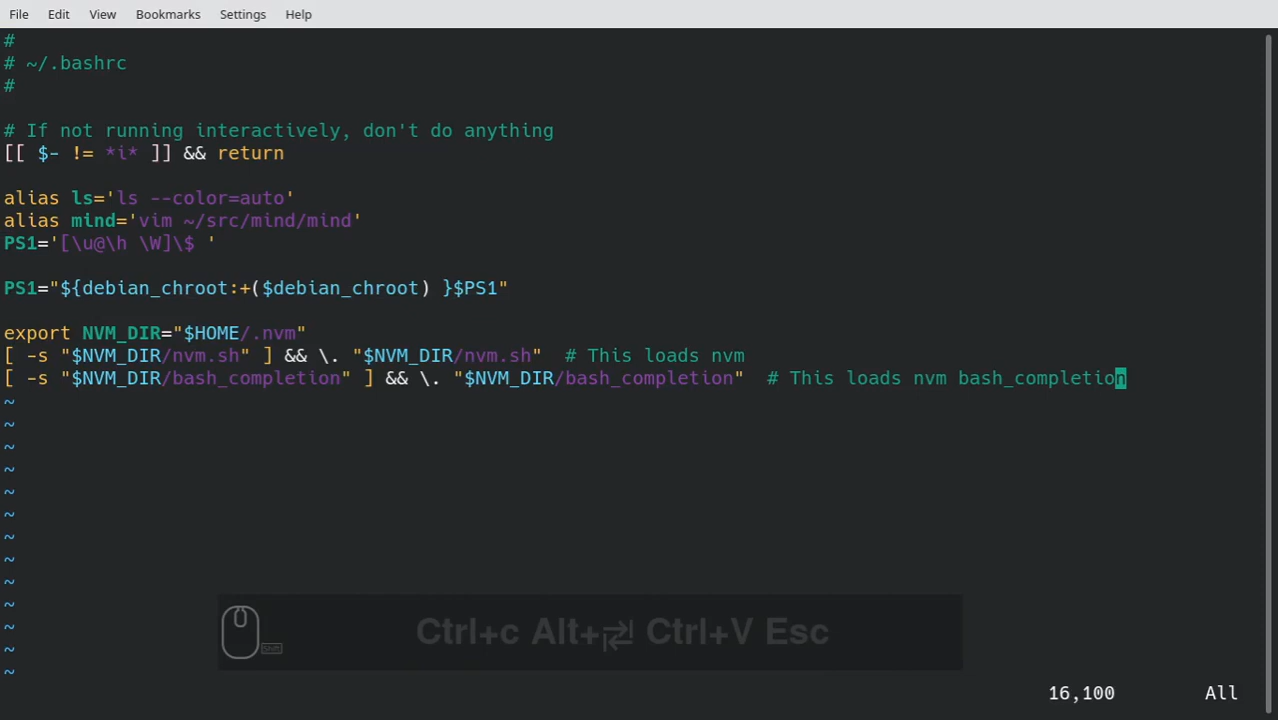 File Edit View Bookmarks Settings Help
#
# ~/.bashrc
#
# If not running interactively, don't do anything
[[ $- != *i* ]] && return
alias ls='ls --color=auto'
alias mind='vim ~/src/mind/mind'
PS1='[\u@\h \W]\$ '
PS1="${debian_chroot:+($debian_chroot) }$PS1"
export NVM_DIR="$HOME/.nvm"
[ -s "$NVM_DIR/nvm.sh" ] && \. "$NVM_DIR/nvm.sh"  # This loads nvm
[ -s "$NVM_DIR/bash_completion" ] && \. "$NVM_DIR/bash_completion"  # This loads nvm bash_completion
~
~
~
~
~
~
~
~
~
~
~
~
~
Shift
Ctrl+c Alt+ Ctrl+V Esc
16,100 All